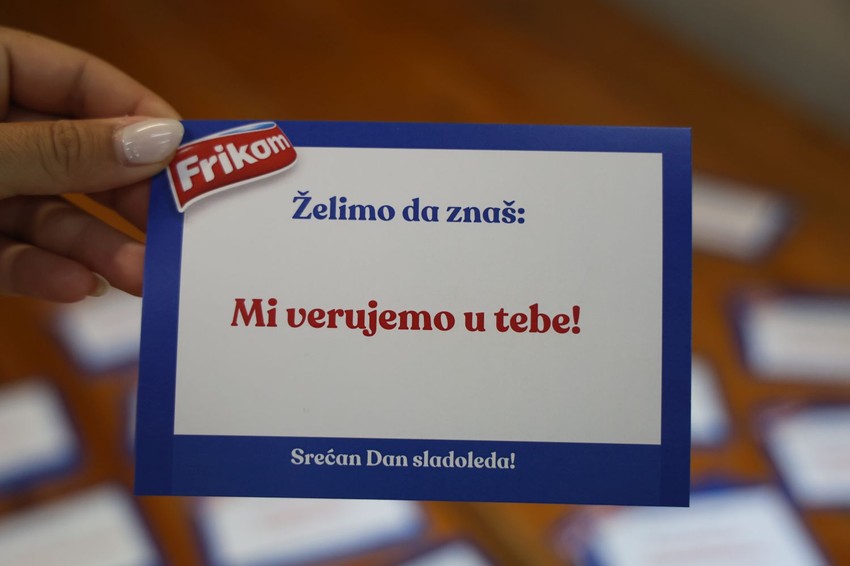 Frikom
Želimo da znaš:
Mi verujemo u tebe!
Srećan Dan sladoleda!